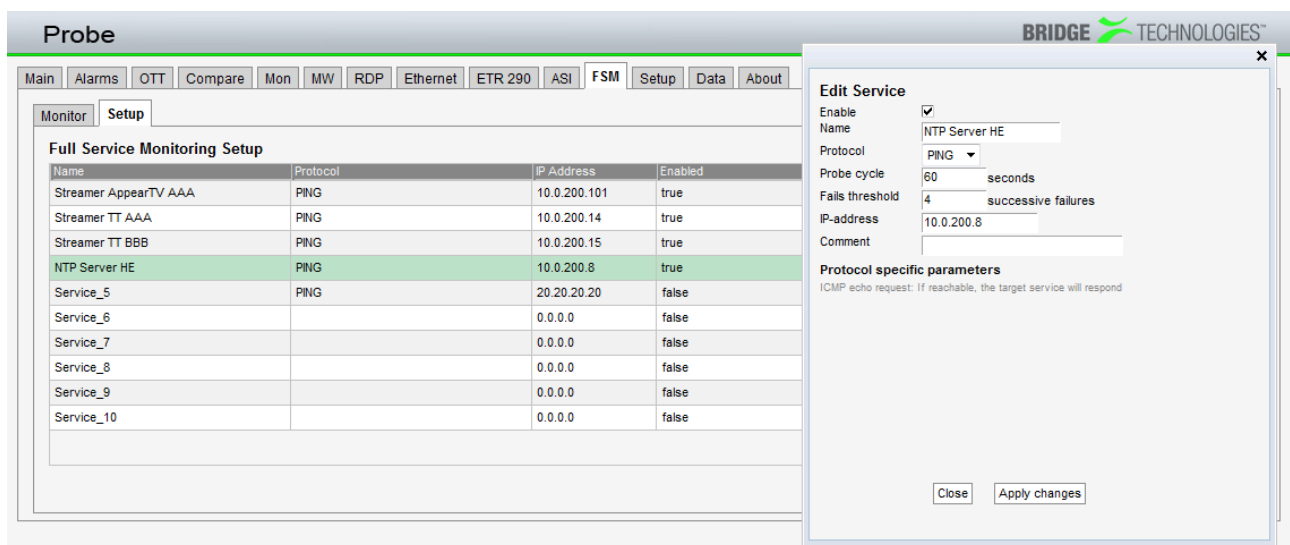 Probe
BRIDGE TECHNOLOGIES™
Main Alarms OTT Compare Mon MW RDP Ethernet ETR 290 ASI FSM Setup Data About
Monitor Setup
Full Service Monitoring Setup
Name Protocol IP Address Enabled
Streamer AppearTV AAA PING 10.0.200.101 true
Streamer TT AAA PING 10.0.200.14 true
Streamer TT BBB PING 10.0.200.15 true
NTP Server HE PING 10.0.200.8 true
Service_5 PING 20.20.20.20 false
Service_6 0.0.0.0 false
Service_7 0.0.0.0 false
Service_8 0.0.0.0 false
Service_9 0.0.0.0 false
Service_10 0.0.0.0 false
Edit Service
Enable
Name NTP Server HE
Protocol PING
Probe cycle 60 seconds
Fails threshold 4 successive failures
IP-address 10.0.200.8
Comment
Protocol specific parameters
ICMP echo request: If reachable, the target service will respond
Close Apply changes